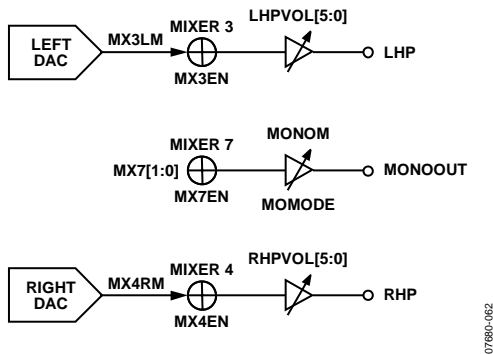 LHPVOL[5:0]
MIXER 3
LEFT
DAC
MX3LM
LHP
MX3EN
MIXER 7
MONOM
MX7[1:0]
MONOOUT
MX7EN
MOMODE
RHPVOL[5:0]
MIXER 4
RIGHT
DAC
MX4RM
RHP
MX4EN
07680-062